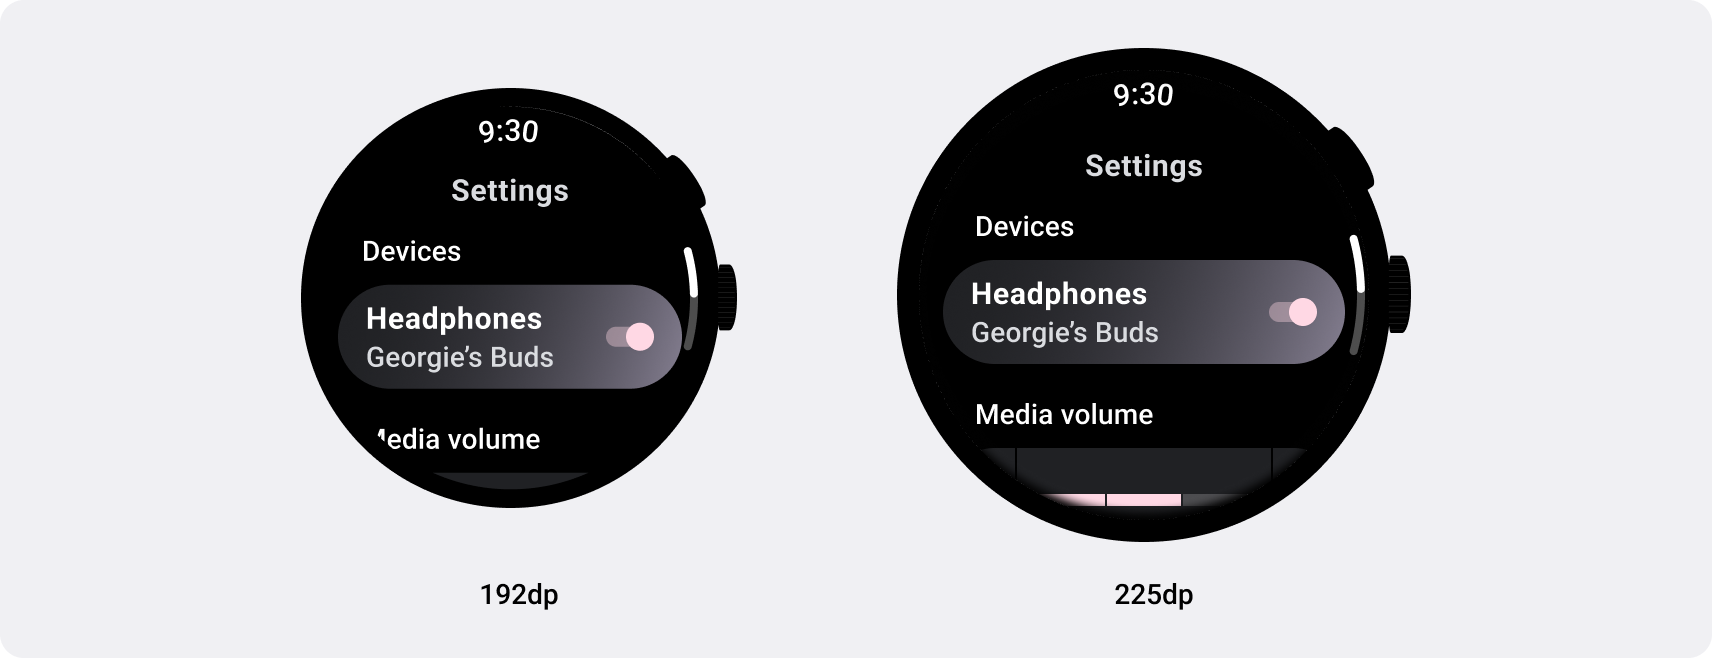 9:30
Settings
Devices
Headphones
Georgie’s Buds
Media volume
192dp
9:30
Settings
Devices
Headphones
Georgie’s Buds
Media volume
225dp